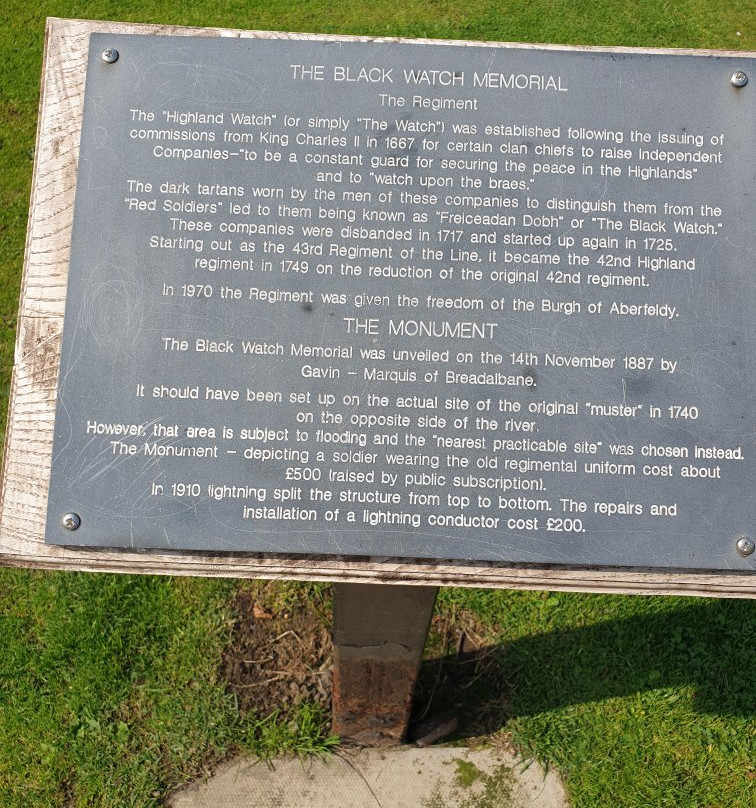 THE BLACK WATCH MEMORIAL
The Regiment
The "Highland Watch" (or simply "The Watch") was established following the issuing of
commissions from King Charles II in 1667 for certain clan chiefs to raise Independent
Companies—"to be a constant guard for securing the peace in the Highlands"
and to "watch upon the braes."
The dark tartans worn by the men of these companies to distinguish them from the
"Red Soldiers" led to them being known as "Freiceadan Dobh" or "The Black Watch."
These companies were disbanded in 1717 and started up again in 1725.
Starting out as the 43rd Regiment of the Line, it became the 42nd Highland
regiment in 1749 on the reduction of the original 42nd regiment.
In 1970 the Regiment was given the freedom of the Burgh of Aberfeldy.
THE MONUMENT
The Black Watch Memorial was unveiled on the 14th November 1887 by
Gavin – Marquis of Breadalbane.
It should have been set up on the actual site of the original "muster" in 1740
on the opposite side of the river.
However, that area is subject to flooding and the "nearest practicable site" was chosen instead.
The Monument – depicting a soldier wearing the old regimental uniform cost about
£500 (raised by public subscription).
In 1910 lightning split the structure from top to bottom. The repairs and
installation of a lightning conductor cost £200.